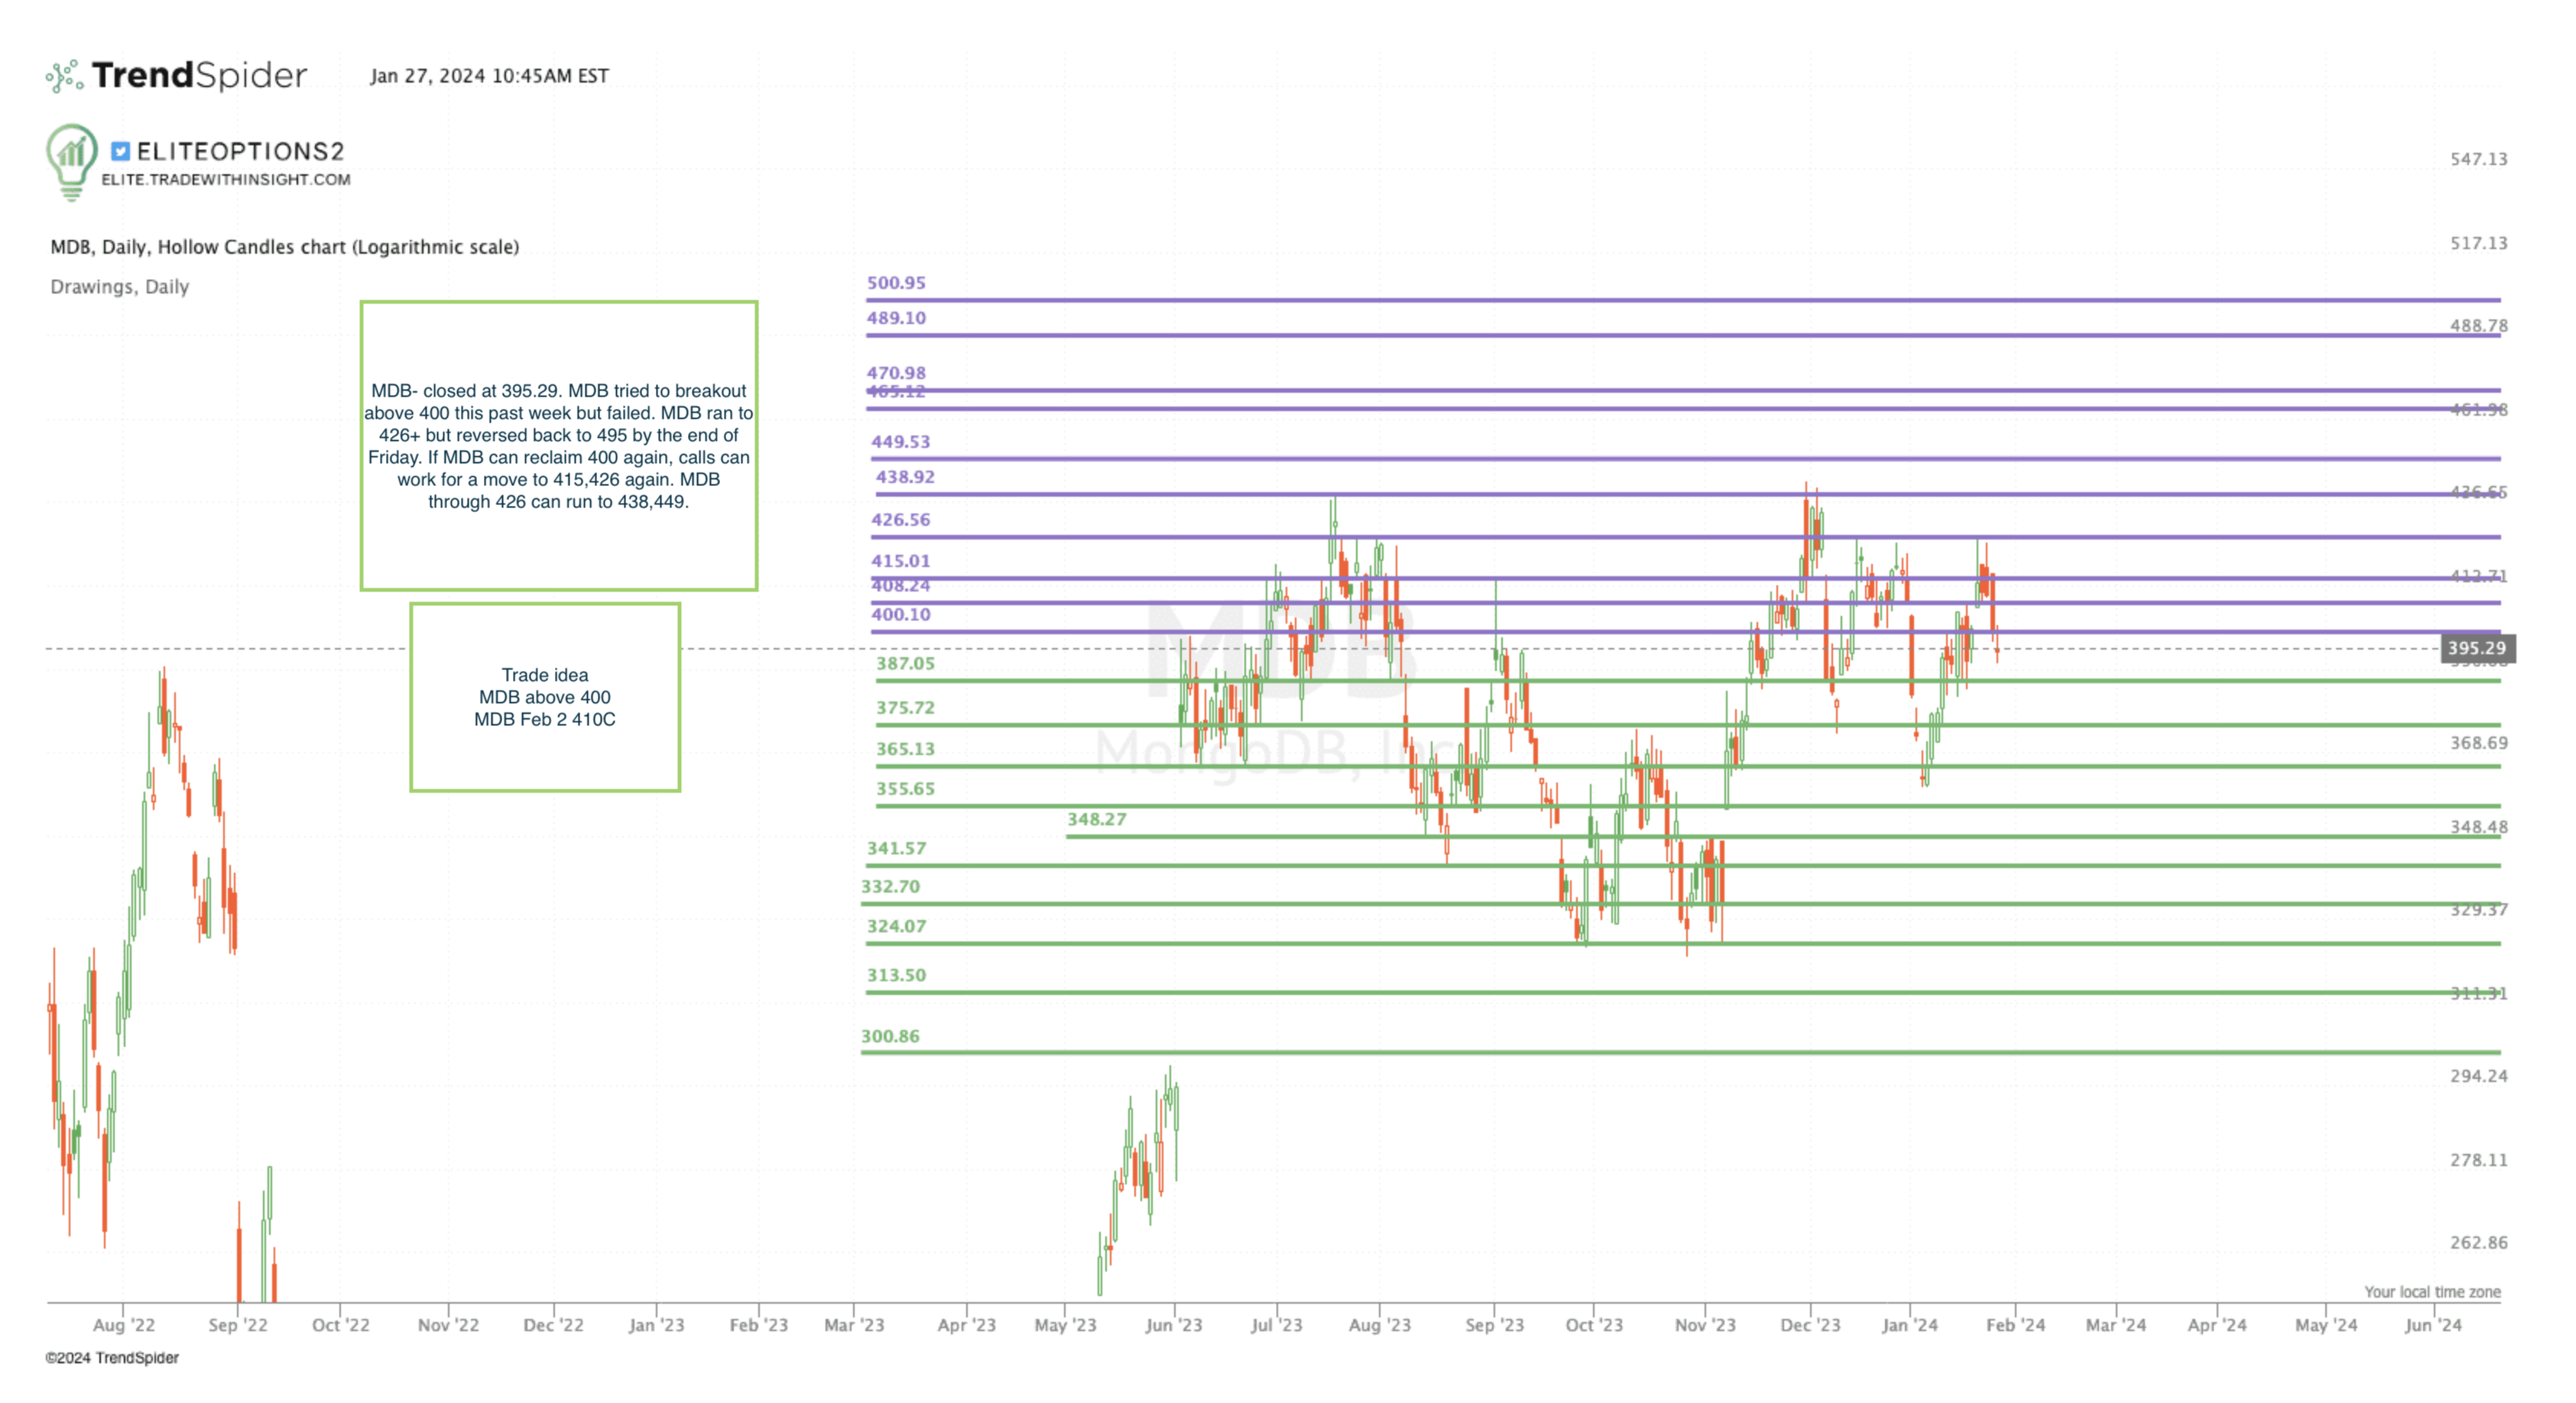 TrendSpider
Jan 27, 2024 10:45AM EST
ELITEOPTIONS2
ELITE.TRADEWITHINSIGHT.COM
MDB, Daily, Hollow Candles chart (Logarithmic scale)
Drawings, Daily
MDB- closed at 395.29. MDB tried to breakout
above 400 this past week but failed. MDB ran to
426+ but reversed back to 495 by the end of
Friday. If MDB can reclaim 400 again, calls can
work for a move to 415,426 again. MDB
through 426 can run to 438,449.
Trade idea
MDB above 400
MDB Feb 2 410C
500.95
489.10
470.98
465.12
449.53
438.92
426.56
415.01
408.24
400.10
387.05
375.72
365.13
355.65
348.27
341.57
332.70
324.07
313.50
300.86
MDB
MongoDB, Inc
547.13
517.13
488.78
461.98
436.65
412.71
395.29
368.69
348.48
329.37
311.31
294.24
278.11
262.86
Your local time zone
Aug '22 Sep '22 Oct '22 Nov '22 Dec '22 Jan '23 Feb '23 Mar '23 Apr '23 May '23 Jun '23 Jul '23 Aug '23 Sep '23 Oct '23 Nov '23 Dec '23 Jan '24 Feb '24 Mar '24 Apr '24 May '24 Jun '24
©2024 TrendSpider